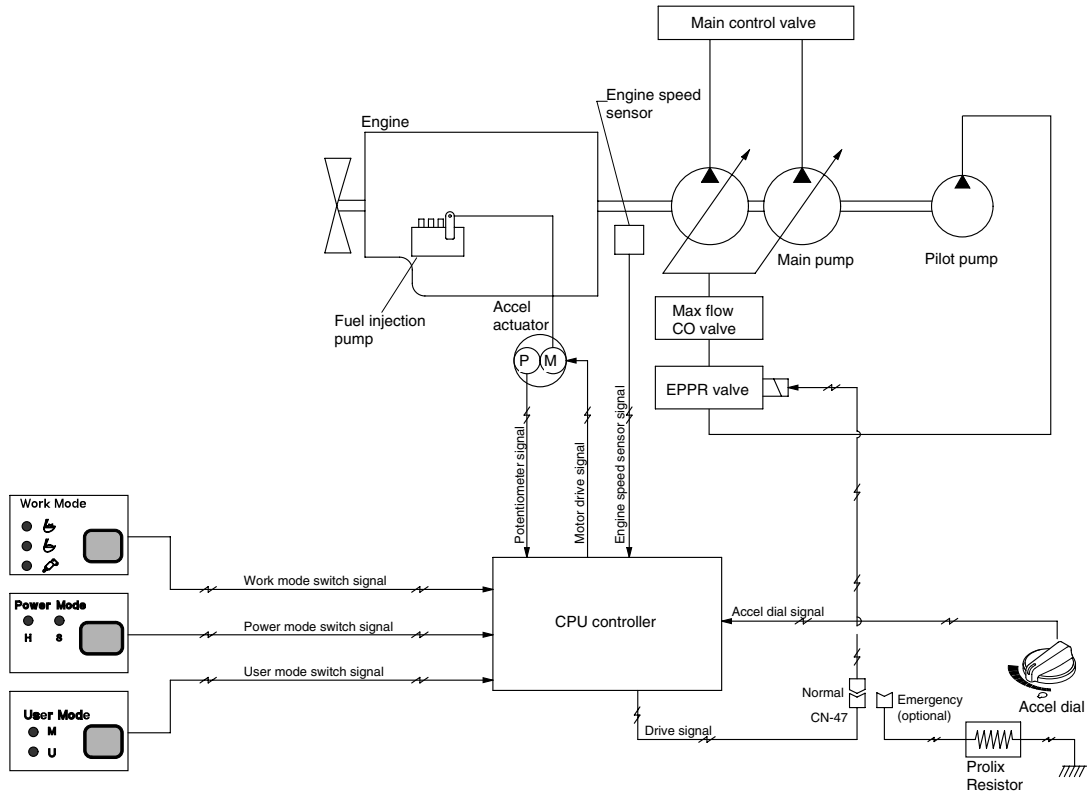 Main control valve
Engine speed
sensor
Engine
Main pump
Pilot pump
Fuel injection
pump
Accel
actuator
Max flow
CO valve
P
M
EPPR valve
Potentiometer signal
Motor drive signal
Engine speed sensor signal
Work Mode
Work mode switch signal
Power Mode
H
S
Power mode switch signal
CPU controller
Accel dial signal
User mode switch signal
User Mode
M
U
Normal
CN-47
Emergency
(optional)
Accel dial
Drive signal
Prolix
Resistor